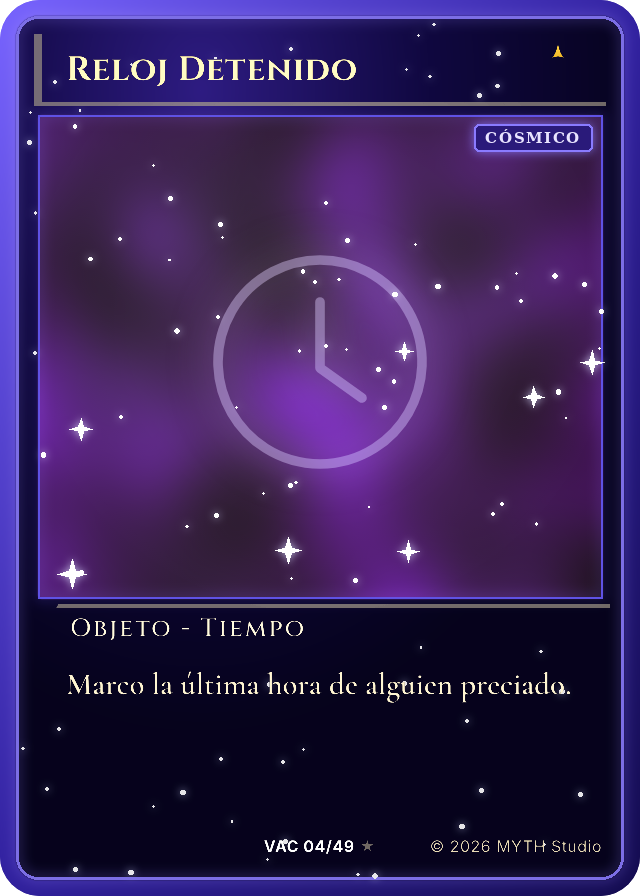 Reloj Detenido
CÓSMICO
Objeto - Tiempo
Marco la última hora de alguien preciado.
VAC 04/49 ★
© 2026 MYTH Studio